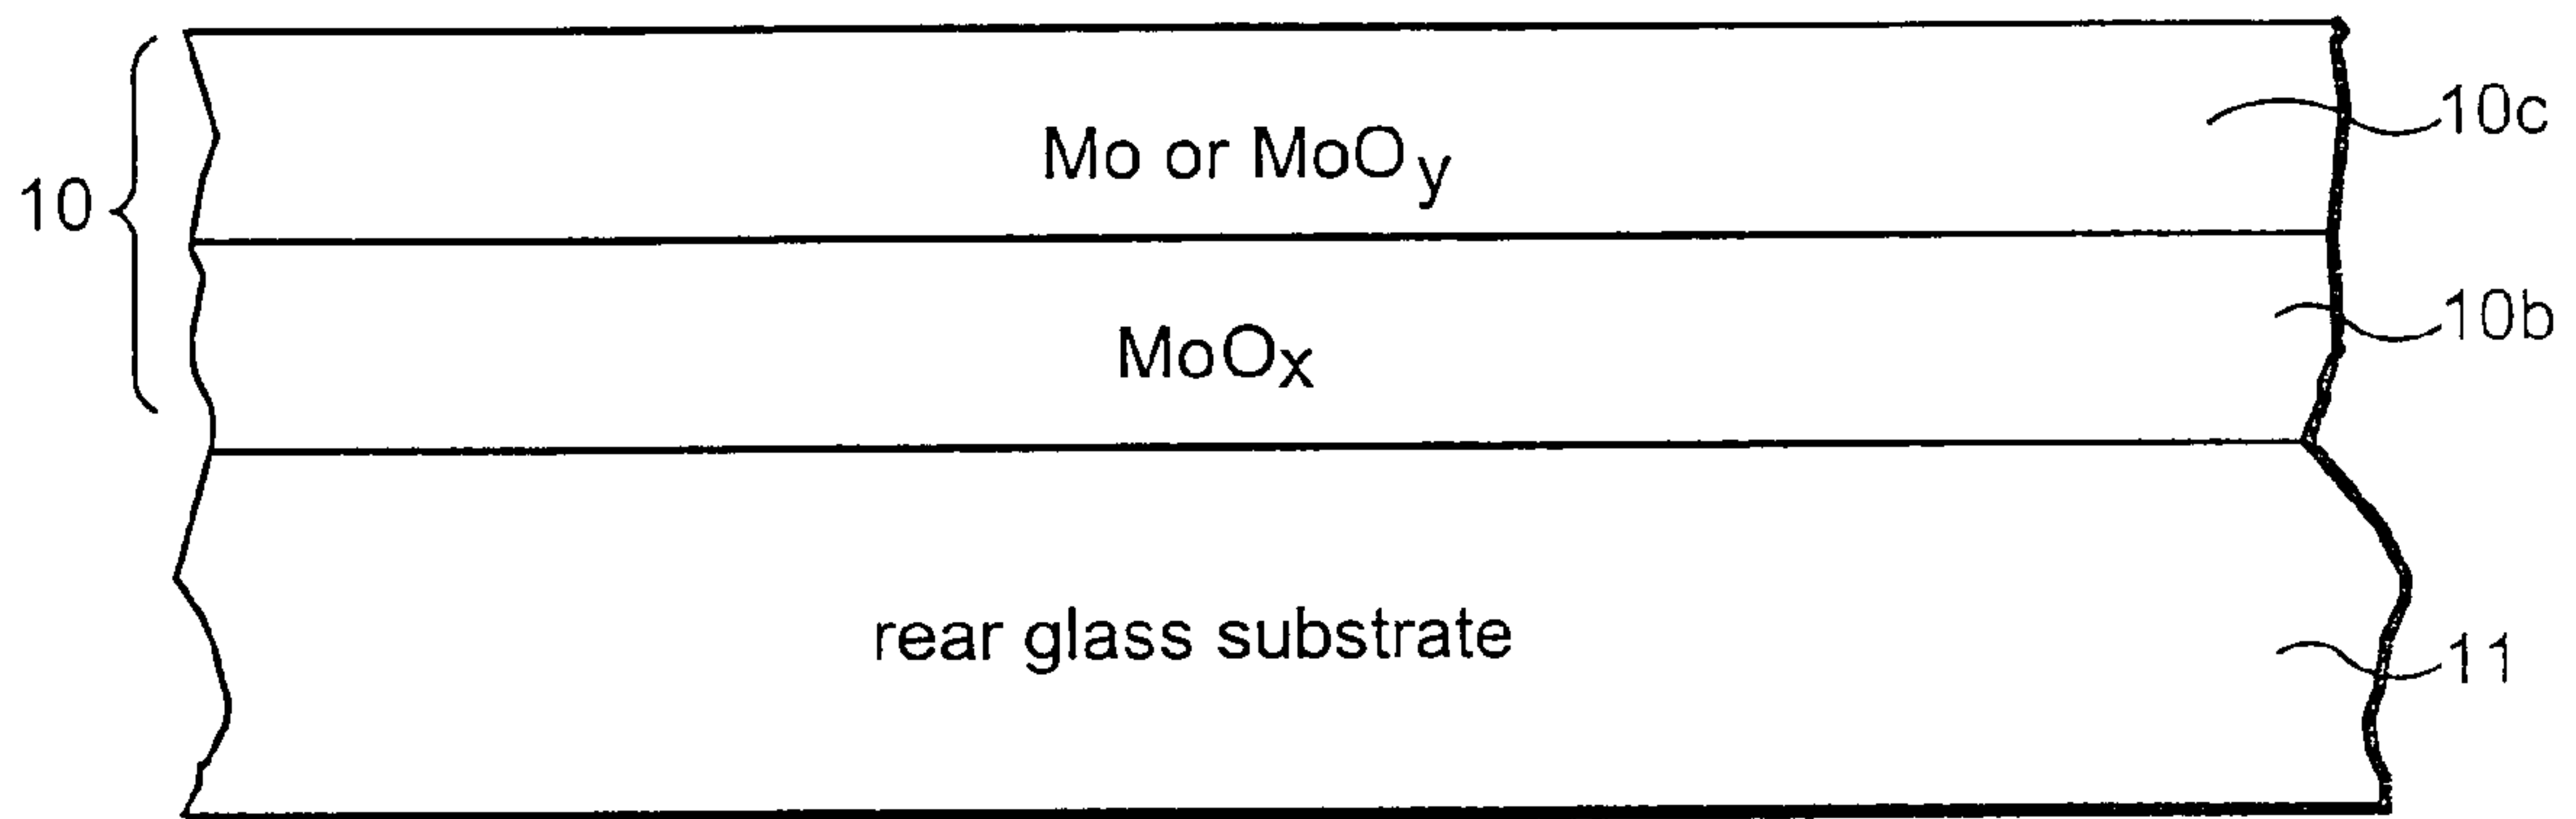 10
Mo or MoOy
10c
MoOx
10b
rear glass substrate
11